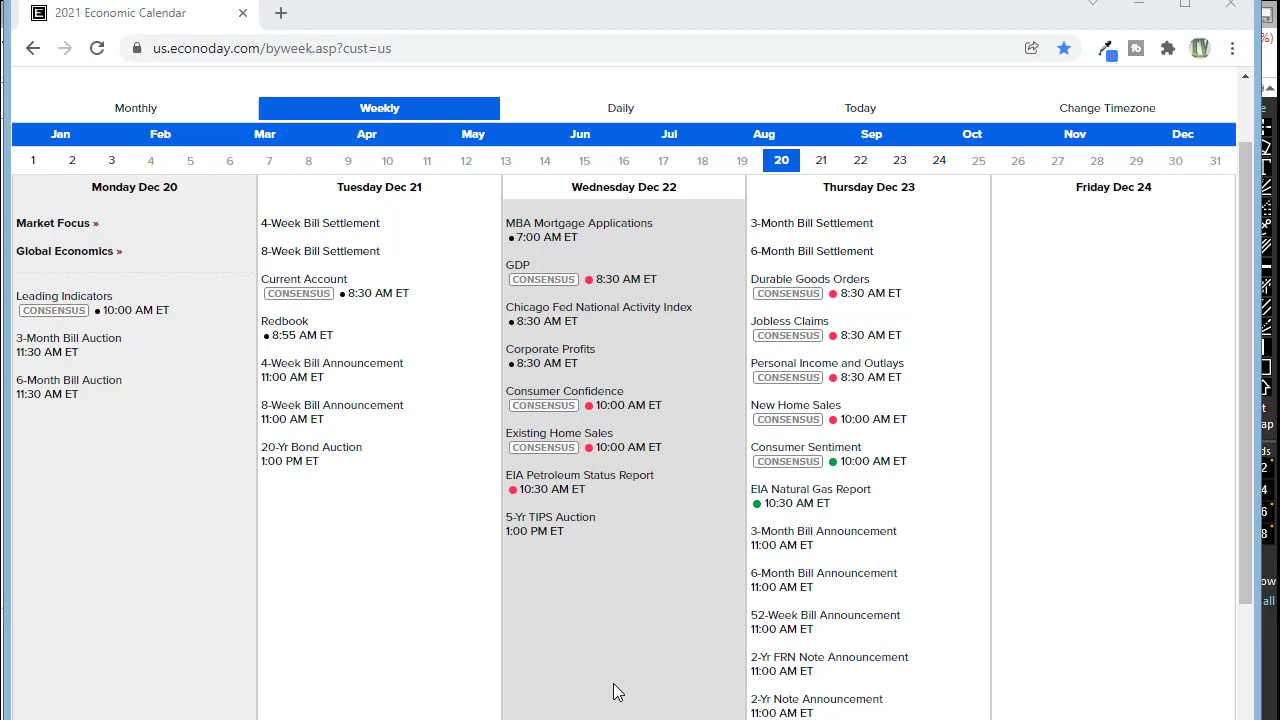 2021 Economic Calendar
us.econoday.com/byweek.asp?cust=us
Monthly Weekly Daily Today Change Timezone
Jan Feb Mar Apr May Jun Jul Aug Sep Oct Nov Dec
1 2 3 4 5 6 7 8 9 10 11 12 13 14 15 16 17 18 19 20 21 22 23 24 25 26 27 28 29 30 31
Monday Dec 20
Market Focus »
Global Economics »
Leading Indicators
CONSENSUS 10:00 AM ET
3-Month Bill Auction
11:30 AM ET
6-Month Bill Auction
11:30 AM ET
Tuesday Dec 21
4-Week Bill Settlement
8-Week Bill Settlement
Current Account
CONSENSUS 8:30 AM ET
Redbook
8:55 AM ET
4-Week Bill Announcement
11:00 AM ET
8-Week Bill Announcement
11:00 AM ET
20-Yr Bond Auction
1:00 PM ET
Wednesday Dec 22
MBA Mortgage Applications
7:00 AM ET
GDP
CONSENSUS 8:30 AM ET
Chicago Fed National Activity Index
8:30 AM ET
Corporate Profits
8:30 AM ET
Consumer Confidence
CONSENSUS 10:00 AM ET
Existing Home Sales
CONSENSUS 10:00 AM ET
EIA Petroleum Status Report
10:30 AM ET
5-Yr TIPS Auction
1:00 PM ET
Thursday Dec 23
3-Month Bill Settlement
6-Month Bill Settlement
Durable Goods Orders
CONSENSUS 8:30 AM ET
Jobless Claims
CONSENSUS 8:30 AM ET
Personal Income and Outlays
CONSENSUS 8:30 AM ET
New Home Sales
CONSENSUS 10:00 AM ET
Consumer Sentiment
CONSENSUS 10:00 AM ET
EIA Natural Gas Report
10:30 AM ET
3-Month Bill Announcement
11:00 AM ET
6-Month Bill Announcement
11:00 AM ET
52-Week Bill Announcement
11:00 AM ET
2-Yr FRN Note Announcement
11:00 AM ET
2-Yr Note Announcement
11:00 AM ET
Friday Dec 24
%)
ap
ds
2
4
6
8
ow
all